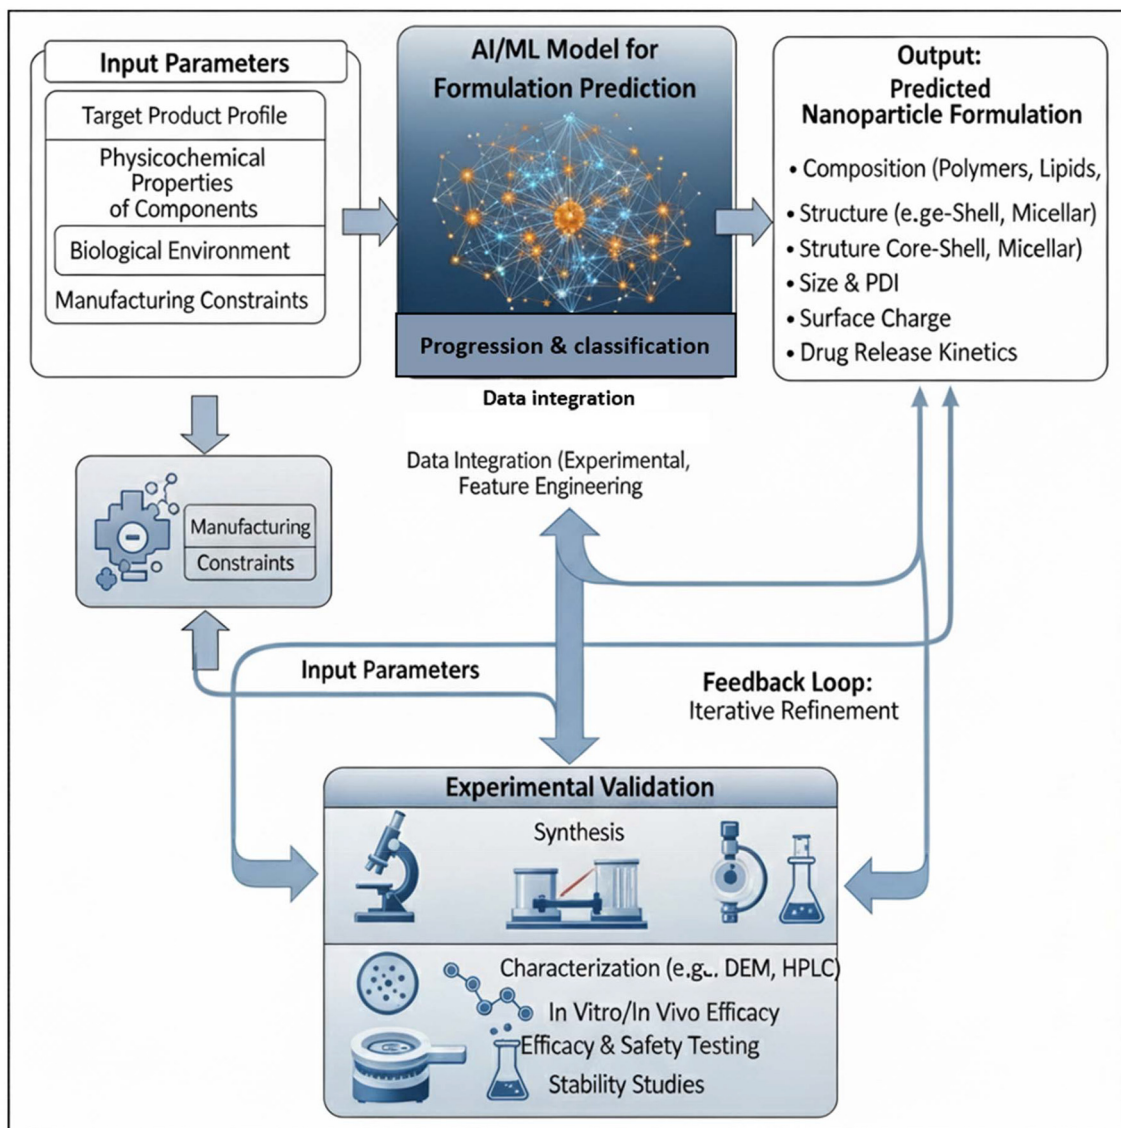 Input Parameters
Target Product Profile
Physicochemical
Properties
of Components
Biological Environment
Manufacturing Constraints
AI/ML Model for
Formulation Prediction
Progression & classification
Data integration
Data Integration (Experimental,
Feature Engineering
Output:
Predicted
Nanoparticle Formulation
• Composition (Polymers, Lipids,
• Structure (e.ge-Shell, Micellar)
• Struture Core-Shell, Micellar)
• Size & PDI
• Surface Charge
• Drug Release Kinetics
Manufacturing
Constraints
Input Parameters
Feedback Loop:
Iterative Refinement
Experimental Validation
Synthesis
Characterization (e.g.. DEM, HPLC)
In Vitro/In Vivo Efficacy
Efficacy & Safety Testing
Stability Studies